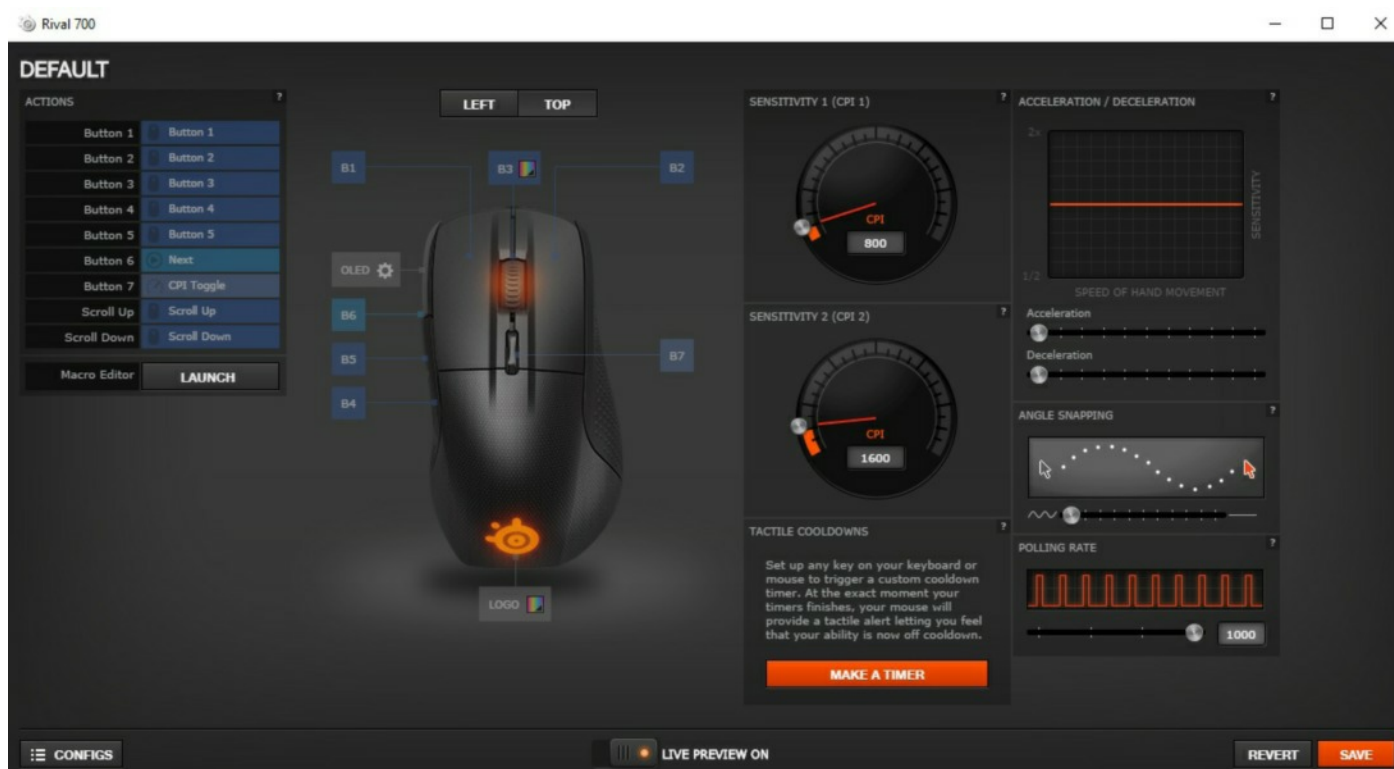 Rival 700
DEFAULT
ACTIONS
?
Button 1 Button 1
Button 2 Button 2
Button 3 Button 3
Button 4 Button 4
Button 5 Button 5
Button 6 Next
Button 7 CPI Toggle
Scroll Up Scroll Up
Scroll Down Scroll Down
Macro Editor LAUNCH
LEFT TOP
B1 B3 B2
OLED
B6
B5 B7
B4
LOGO
SENSITIVITY 1 (CPI 1)
?
CPI
800
SENSITIVITY 2 (CPI 2)
?
CPI
1600
TACTILE COOLDOWNS
?
Set up any key on your keyboard or
mouse to trigger a custom cooldown
timer. At the exact moment your
timers finishes, your mouse will
provide a tactile alert letting you feel
that your ability is now off cooldown.
MAKE A TIMER
ACCELERATION / DECELERATION
?
2x
SENSITIVITY
1/2
SPEED OF HAND MOVEMENT
Acceleration
Deceleration
ANGLE SNAPPING
?
POLLING RATE
?
1000
CONFIGS
LIVE PREVIEW ON
REVERT
SAVE